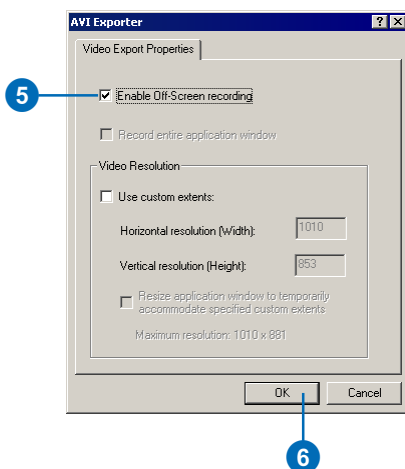 AVI Exporter
Video Export Properties
5
Enable Off-Screen recording
Record entire application window
Video Resolution
Use custom extents:
Horizontal resolution (Width):
1010
Vertical resolution (Height):
853
Resize application window to temporarily
accommodate specified custom extents
Maximum resolution: 1010 x 881
OK
Cancel
6